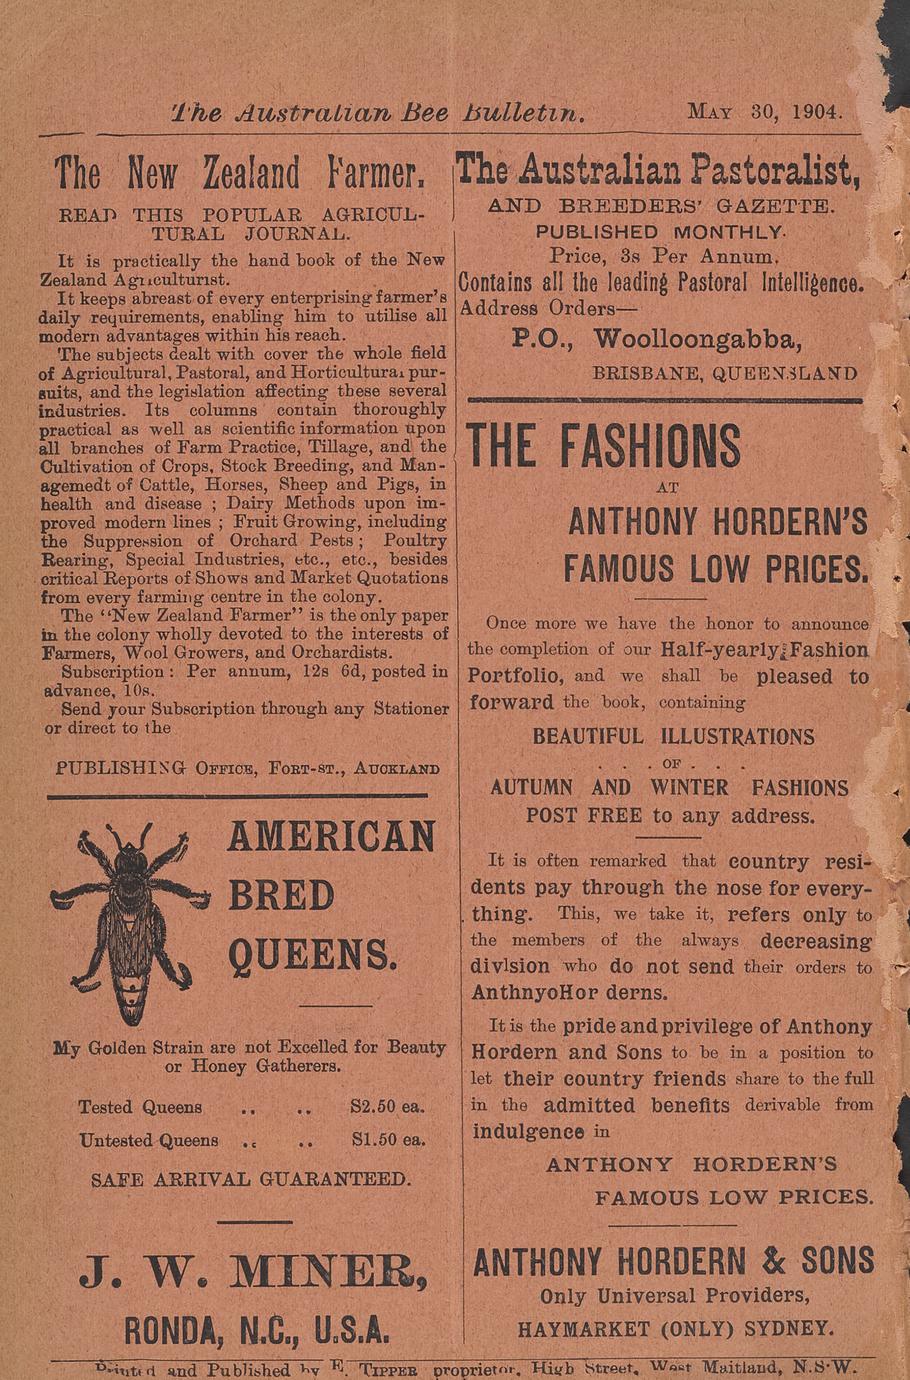 The Australian Bee Bulletin. MAY 30, 1904.
The New Zealand Farmer.
READ THIS POPULAR AGRICUL-
TURAL JOURNAL.
It is practically the hand book of the New
Zealand Agriculturist.
It keeps abreast of every enterprising farmer's
daily requirements, enabling him to utilise all
modern advantages within his reach.
The subjects dealt with cover the whole field
of Agricultural, Pastoral, and Horticultural pur-
suits, and the legislation affecting these several
industries. Its columns contain thoroughly
practical as well as scientific information upon
all branches of Farm Practice, Tillage, and the
Cultivation of Crops, Stock Breeding, and Man-
agemedt of Cattle, Horses, Sheep and Pigs, in
health and disease ; Dairy Methods upon im-
proved modern lines ; Fruit Growing, including
the Suppression of Orchard Pests ; Poultry
Rearing, Special Industries, etc., etc., besides
critical Reports of Shows and Market Quotations
from every farming centre in the colony.
The "New Zealand Farmer" is the only paper
in the colony wholly devoted to the interests of
Farmers, Wool Growers, and Orchardists.
Subscription : Per annum, 12s 6d, posted in
advance, 10s.
Send your Subscription through any Stationer
or direct to the
PUBLISHING OFFICE, FORT-ST., AUCKLAND
AMERICAN
BRED
QUEENS.
My Golden Strain are not Excelled for Beauty
or Honey Gatherers.
Tested Queens .. .. $2.50 ea.
Untested Queens .. .. $1.50 ea.
SAFE ARRIVAL GUARANTEED.
J. W. MINER,
RONDA, N.C., U.S.A.
The Australian Pastoralist,
AND BREEDERS' GAZETTE.
PUBLISHED MONTHLY.
Price, 3s Per Annum.
Contains all the leading Pastoral Intelligence.
Address Orders—
P.O., Woolloongabba,
BRISBANE, QUEENSLAND
THE FASHIONS
AT
ANTHONY HORDERN'S
FAMOUS LOW PRICES.
Once more we have the honor to announce
the completion of our Half-yearly Fashion
Portfolio, and we shall be pleased to
forward the book, containing
BEAUTIFUL ILLUSTRATIONS
. . . OF . . .
AUTUMN AND WINTER FASHIONS
POST FREE to any address.
It is often remarked that country resi-
dents pay through the nose for every-
thing. This, we take it, refers only to
the members of the always decreasing
division who do not send their orders to
AnthnyoHor derns.
It is the pride and privilege of Anthony
Hordern and Sons to be in a position to
let their country friends share to the full
in the admitted benefits derivable from
indulgence in
ANTHONY HORDERN'S
FAMOUS LOW PRICES.
ANTHONY HORDERN & SONS
Only Universal Providers,
HAYMARKET (ONLY) SYDNEY.
Printed and Published by E. TIPPER proprietor, High Street, West Maitland, N.S.W.